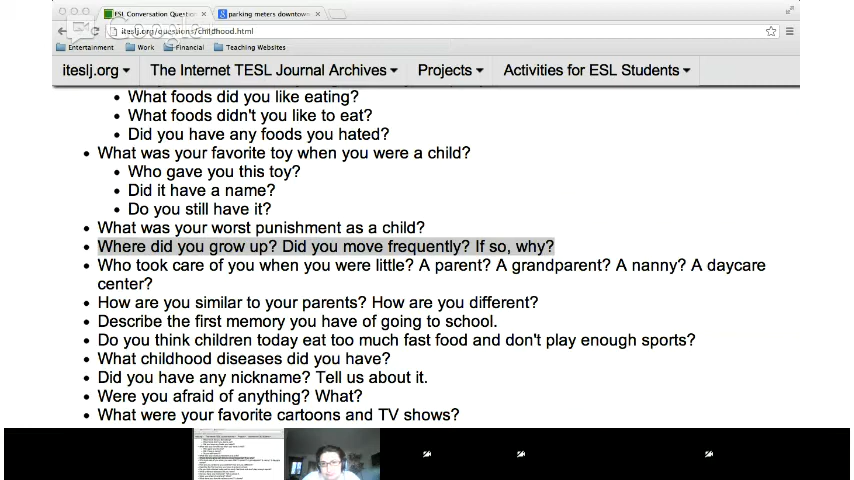 ESL Conversation Question
parking meters downtown
Google
iteslj.org/questions/childhood.html
Entertainment Work Financial Teaching Websites
iteslj.org The Internet TESL Journal Archives Projects Activities for ESL Students
What foods did you like eating?
What foods didn't you like to eat?
Did you have any foods you hated?
What was your favorite toy when you were a child?
Who gave you this toy?
Did it have a name?
Do you still have it?
What was your worst punishment as a child?
Where did you grow up? Did you move frequently? If so, why?
Who took care of you when you were little? A parent? A grandparent? A nanny? A daycare
center?
How are you similar to your parents? How are you different?
Describe the first memory you have of going to school.
Do you think children today eat too much fast food and don't play enough sports?
What childhood diseases did you have?
Did you have any nickname? Tell us about it.
Were you afraid of anything? What?
What were your favorite cartoons and TV shows?